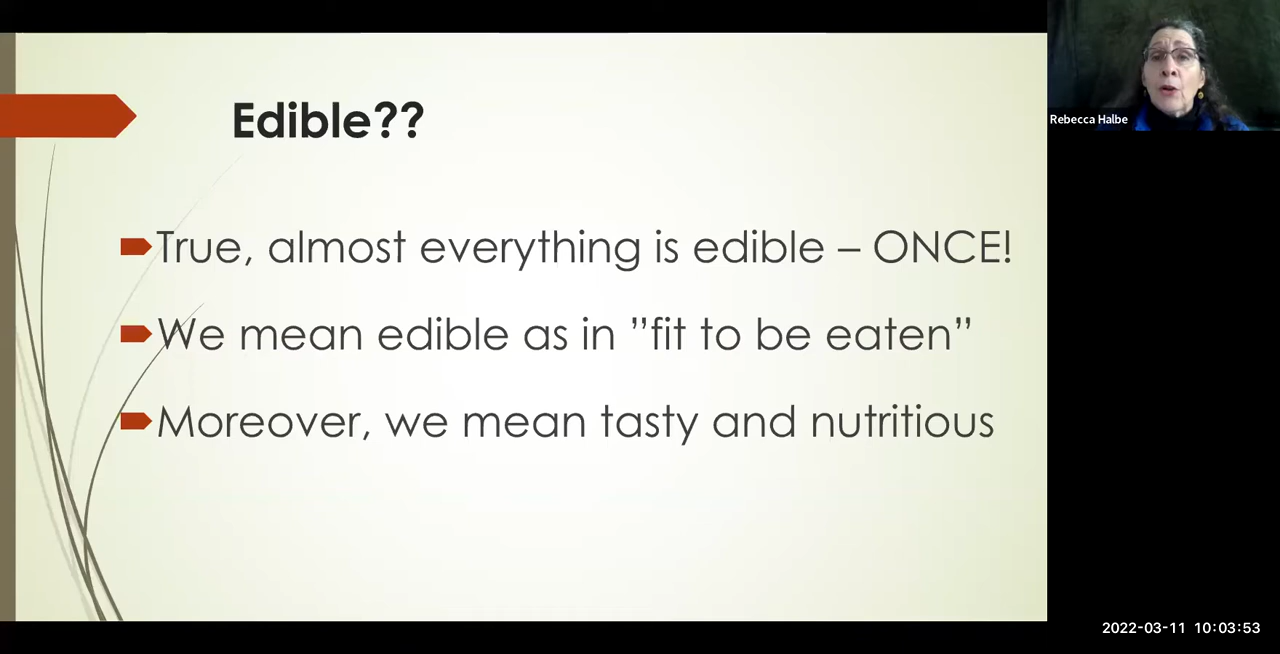 Edible??
True, almost everything is edible – ONCE!
We mean edible as in ”fit to be eaten”
Moreover, we mean tasty and nutritious
Rebecca Halbe
2022-03-11 10:03:53